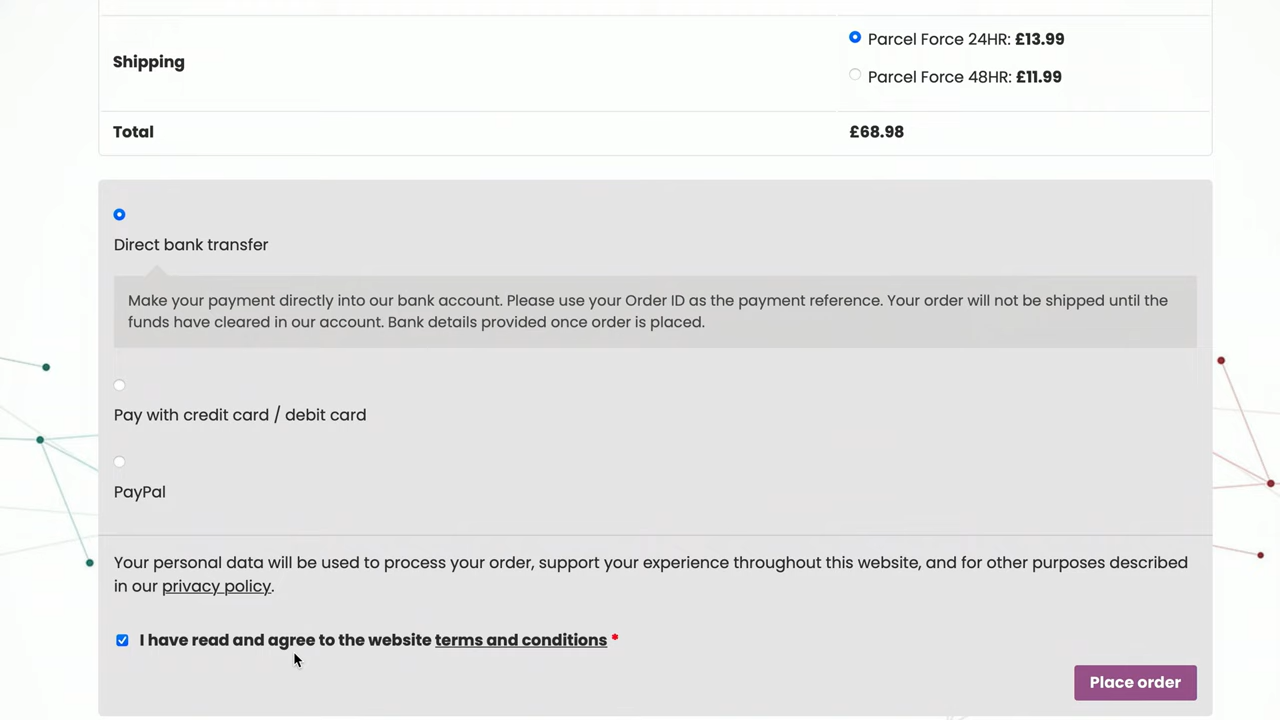 Shipping
Parcel Force 24HR: £13.99
Parcel Force 48HR: £11.99
Total £68.98
Direct bank transfer
Make your payment directly into our bank account. Please use your Order ID as the payment reference. Your order will not be shipped until the
funds have cleared in our account. Bank details provided once order is placed.
Pay with credit card / debit card
PayPal
Your personal data will be used to process your order, support your experience throughout this website, and for other purposes described
in our privacy policy.
I have read and agree to the website terms and conditions *
Place order